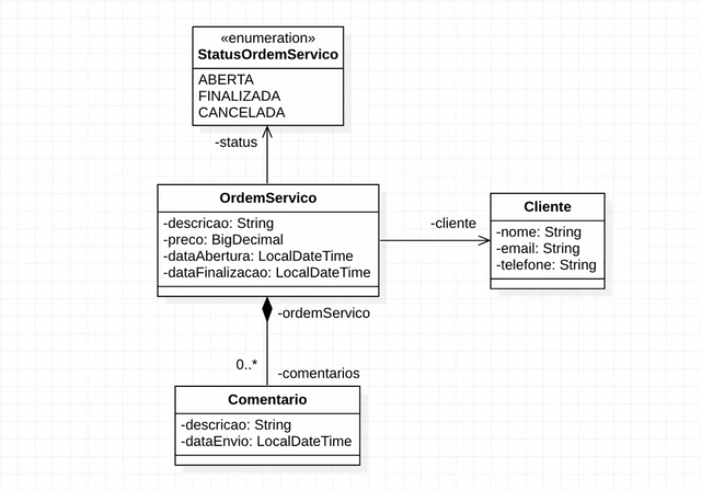 «enumeration»
StatusOrdemServico
ABERTA
FINALIZADA
CANCELADA
-status
OrdemServico
-descricao: String
-preco: BigDecimal
-dataAbertura: LocalDateTime
-dataFinalizacao: LocalDateTime
-cliente
Cliente
-nome: String
-email: String
-telefone: String
-ordemServico
0..*
-comentarios
Comentario
-descricao: String
-dataEnvio: LocalDateTime